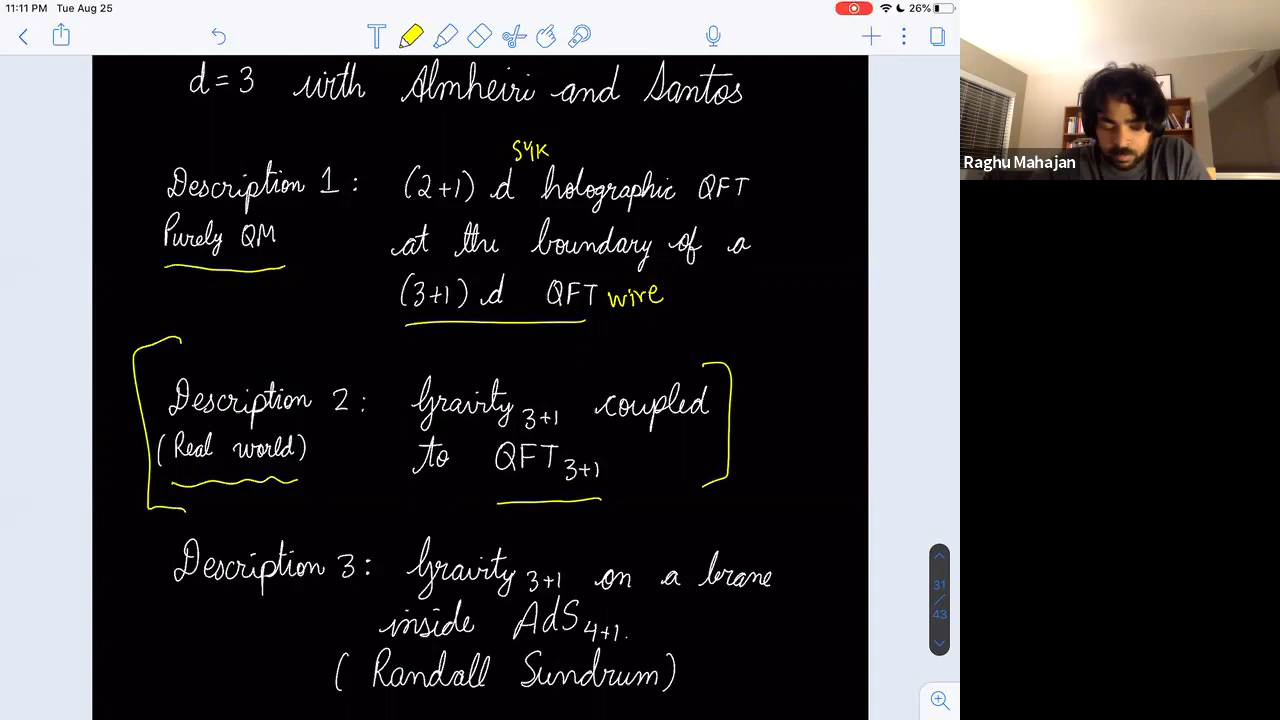 11:11 PM Tue Aug 25
26%
d = 3 with Almheiri and Santos
SYK
Description 1 : (2+1) d holographic QFT
Purely QM at the boundary of a
(3+1) d QFT wire
Description 2 : Gravity 3+1 coupled
(Real world) to QFT 3+1
Description 3 : Gravity 3+1 on a brane
inside AdS 4+1.
( Randall Sundrum )
31
43
Raghu Mahajan